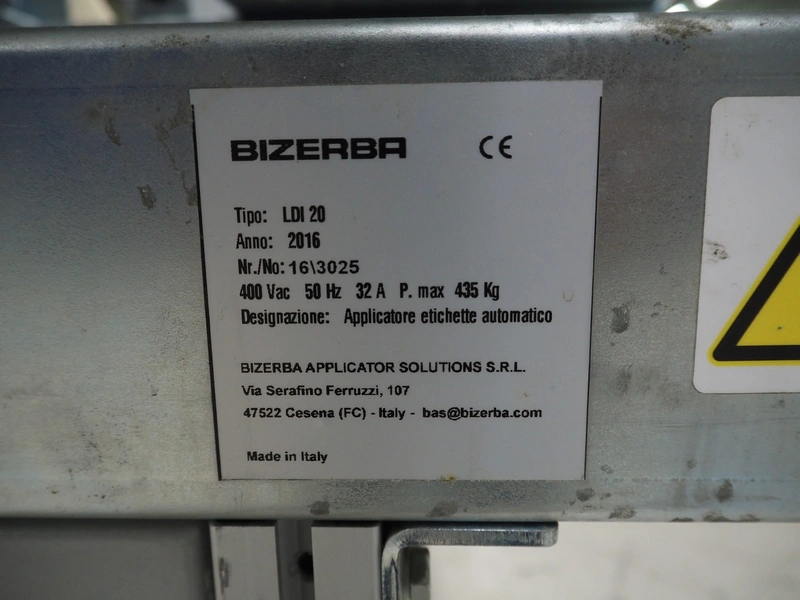 BIZERBA CE
Tipo: LDI 20
Anno: 2016
Nr./No: 16\3025
400 Vac 50 Hz 32 A P. max 435 Kg
Designazione: Applicatore etichette automatico
BIZERBA APPLICATOR SOLUTIONS S.R.L.
Via Serafino Ferruzzi, 107
47522 Cesena (FC) - Italy - bas@bizerba.com
Made in Italy